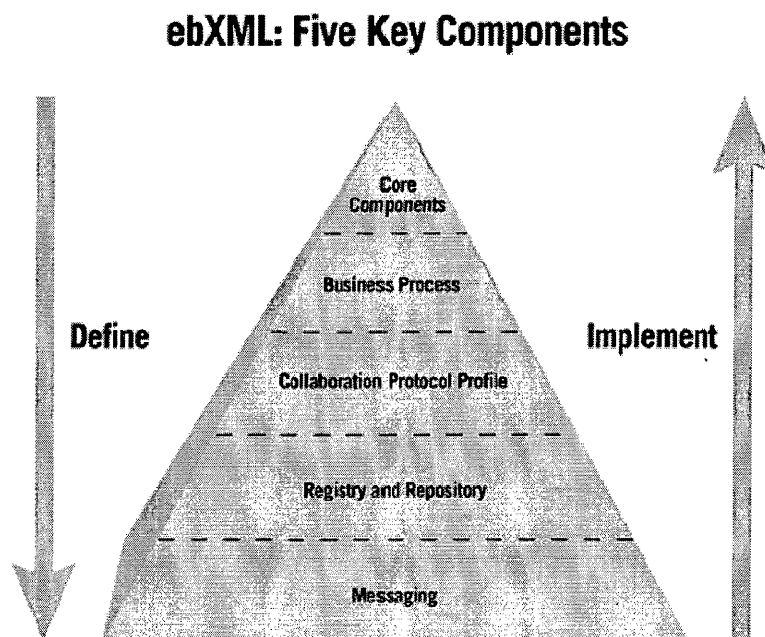 ebXML: Five Key Components
Core
Components
Business Process
Define
Implement
Collaboration Protocol Profile
Registry and Repository
Messaging